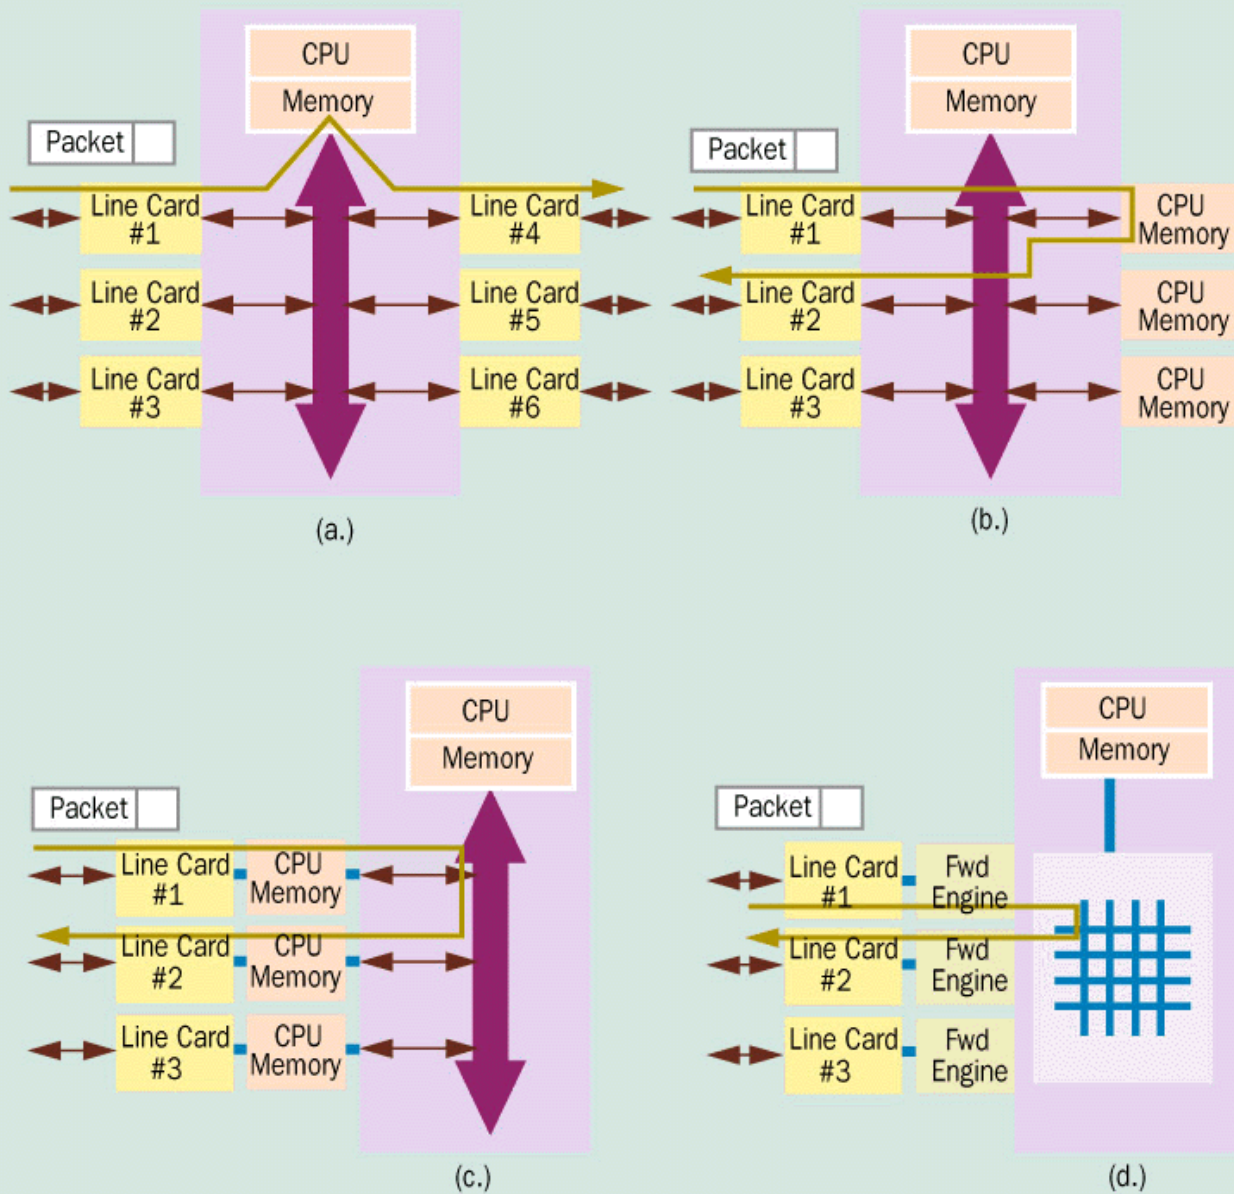 CPU
Memory
Packet
Line Card
#1
Line Card
#4
Line Card
#2
Line Card
#5
Line Card
#3
Line Card
#6
(a.)
CPU
Memory
Packet
Line Card
#1
CPU
Memory
Line Card
#2
CPU
Memory
Line Card
#3
CPU
Memory
(b.)
CPU
Memory
Packet
Line Card
#1
CPU
Memory
Line Card
#2
CPU
Memory
Line Card
#3
CPU
Memory
(c.)
CPU
Memory
Packet
Line Card
#1
Fwd
Engine
Line Card
#2
Fwd
Engine
Line Card
#3
Fwd
Engine
(d.)